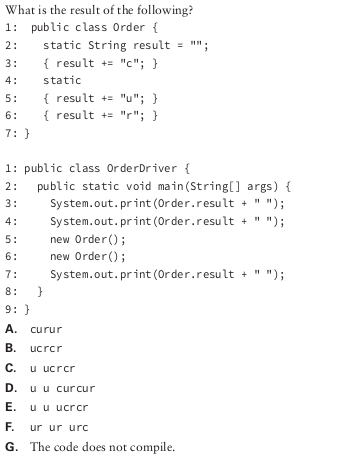 What is the result of the following?
1: public class Order {
2: static String result = "";
3: { result += "c"; }
4: static
5: { result += "u"; }
6: { result += "r"; }
7: }
1: public class OrderDriver {
2: public static void main(String[] args) {
3: System.out.print(Order.result + " ");
4: System.out.print(Order.result + " ");
5: new Order();
6: new Order();
7: System.out.print(Order.result + " ");
8: }
9: }
A. curur
B. ucrcr
C. u ucrcr
D. u u curcur
E. u u ucrcr
F. ur ur urc
G. The code does not compile.